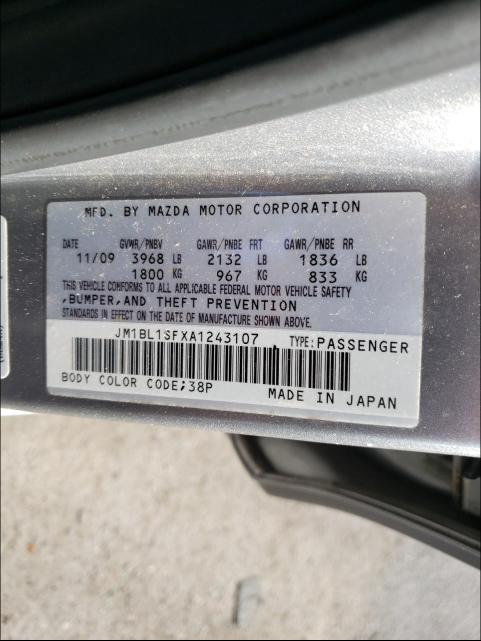 MFD. BY MAZDA MOTOR CORPORATION
DATE GVWR/PNBV GAWR/PNBE FRT GAWR/PNBE RR
11/09 3968 LB 2132 LB 1836 LB
1800 KG 967 KG 833 KG
THIS VEHICLE CONFORMS TO ALL APPLICABLE FEDERAL MOTOR VEHICLE SAFETY
,BUMPER,AND THEFT PREVENTION
STANDARDS IN EFFECT ON THE DATE OF MANUFACTURE SHOWN ABOVE.
JM1BL1SFXA1243107 TYPE:PASSENGER
BODY COLOR CODE;38P MADE IN JAPAN